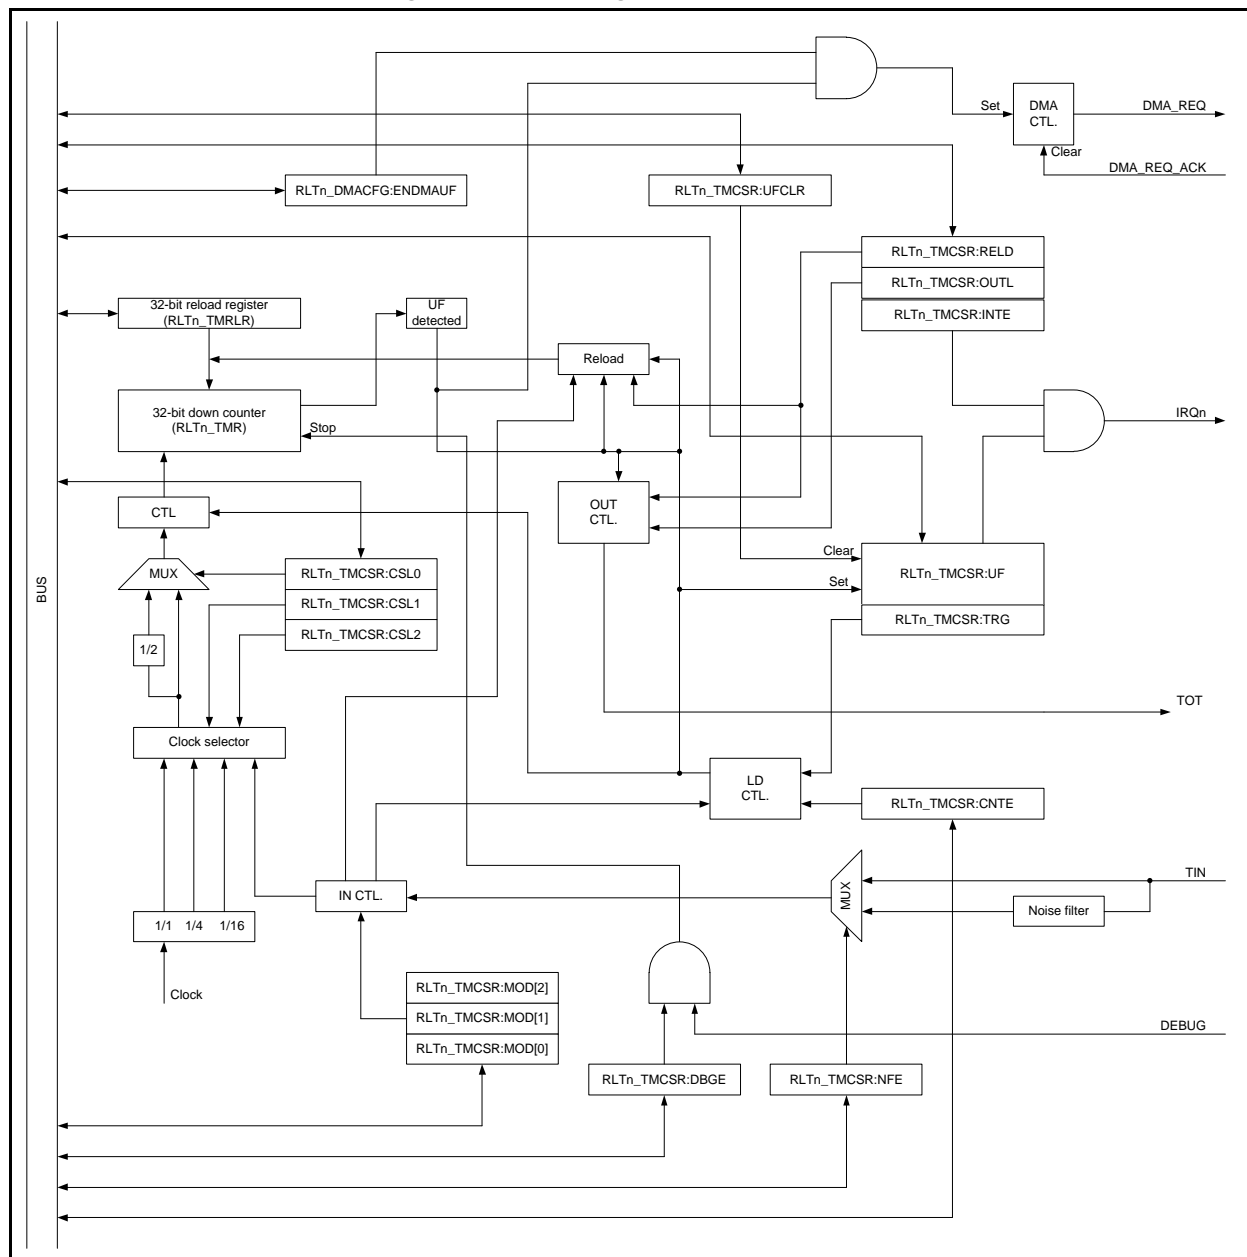 Set
DMA
CTL.
DMA_REQ
Clear
DMA_REQ_ACK
RLTn_DMACFG:ENDMAUF
RLTn_TMCSR:UFCLR
RLTn_TMCSR:RELD
RLTn_TMCSR:OUTL
RLTn_TMCSR:INTE
32-bit reload register
(RLTn_TMRLR)
UF
detected
Reload
32-bit down counter
(RLTn_TMR)
Stop
IRQn
CTL
OUT
CTL.
MUX
RLTn_TMCSR:CSL0
RLTn_TMCSR:CSL1
RLTn_TMCSR:CSL2
Clear
Set
RLTn_TMCSR:UF
RLTn_TMCSR:TRG
BUS
1/2
TOT
Clock selector
LD
CTL.
RLTn_TMCSR:CNTE
TIN
IN CTL.
MUX
Noise filter
1/1 1/4 1/16
Clock
RLTn_TMCSR:MOD[2]
RLTn_TMCSR:MOD[1]
RLTn_TMCSR:MOD[0]
DEBUG
RLTn_TMCSR:DBGE
RLTn_TMCSR:NFE